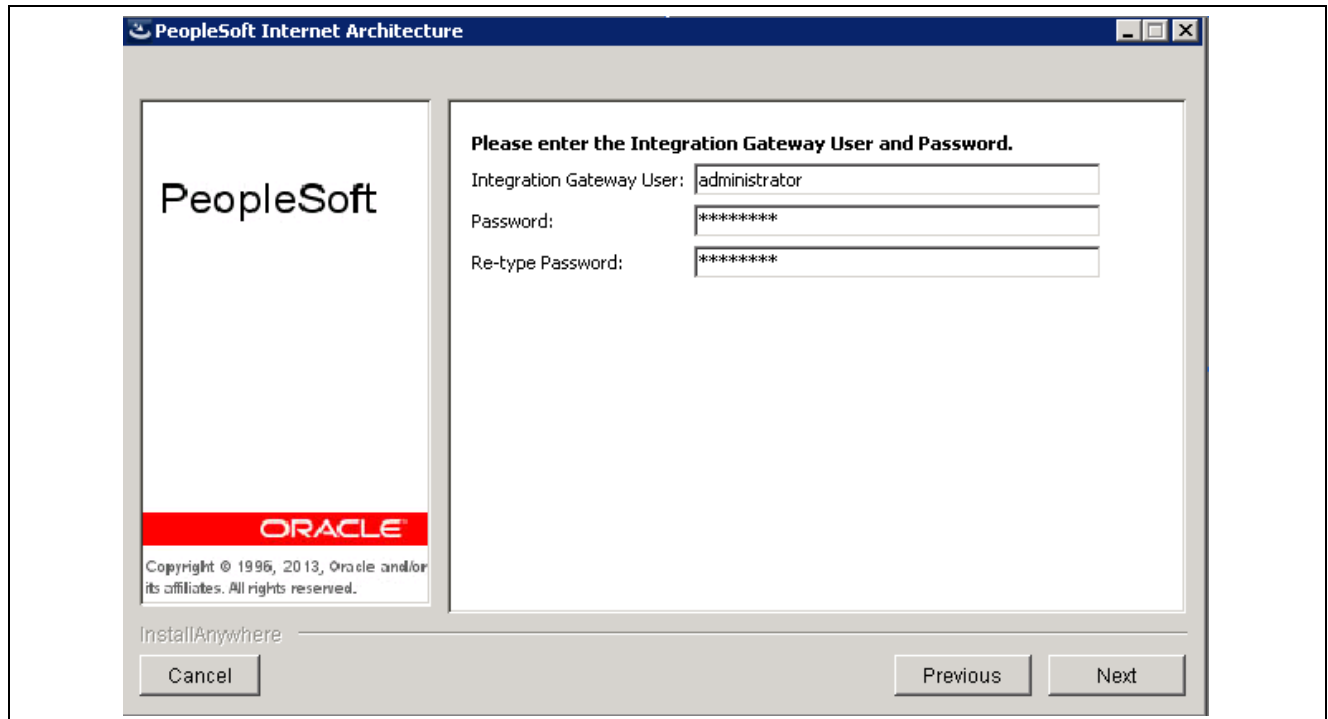 PeopleSoft Internet Architecture
PeopleSoft
ORACLE
Copyright © 1996, 2013, Oracle and/or
its affiliates. All rights reserved.
Please enter the Integration Gateway User and Password.
Integration Gateway User: administrator
Password: ********
Re-type Password: ********
InstallAnywhere
Cancel Previous Next